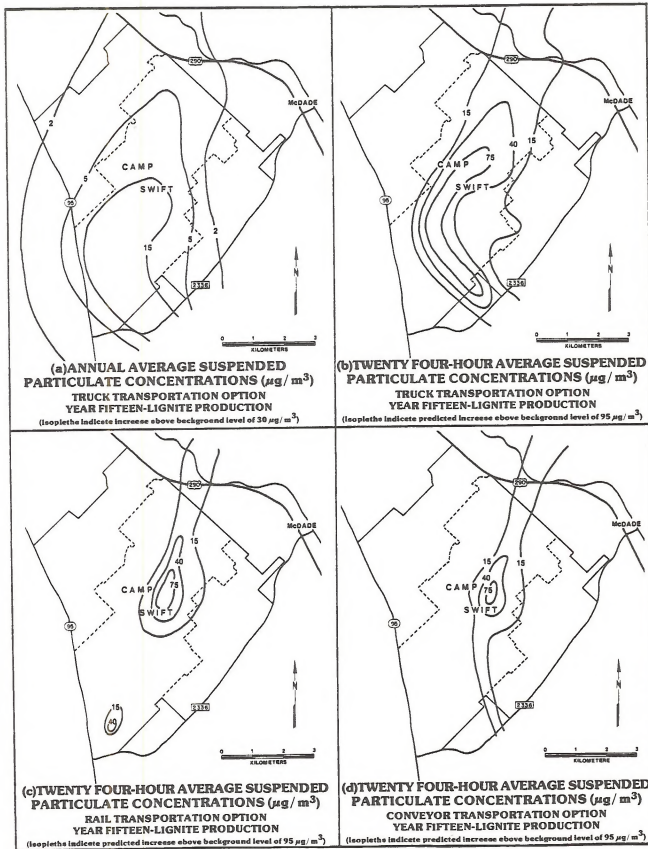 290
McDADE
2
CAMP
5
SWIFT
95
15
5
2
2336
N
0 1 2 3
KILOMETERS
(a)ANNUAL AVERAGE SUSPENDED
PARTICULATE CONCENTRATIONS (μg/m³)
TRUCK TRANSPORTATION OPTION
YEAR FIFTEEN-LIGNITE PRODUCTION
(Isopleths indicate increese above background level of 30 μg/m³)
290
McDADE
15
40
15
CAMP
75
SWIFT
95
2336
N
0 1 2 3
KILOMETERS
(b)TWENTY FOUR-HOUR AVERAGE SUSPENDED
PARTICULATE CONCENTRATIONS (μg/m³)
TRUCK TRANSPORTATION OPTION
YEAR FIFTEEN-LIGNITE PRODUCTION
(Isopleths indicate predicted increase above background level of 95 μg/m³)
290
McDADE
15
40
CAMP
75
SWIFT
95
15
40
2336
N
0 1 2 3
KILOMETERS
(c)TWENTY FOUR-HOUR AVERAGE SUSPENDED
PARTICULATE CONCENTRATIONS (μg/m³)
RAIL TRANSPORTATION OPTION
YEAR FIFTEEN-LIGNITE PRODUCTION
(Isopleths indicate predicted increase above background level of 95 μg/m³)
290
McDADE
15
15
40
CAMP
75
SWIFT
95
2336
N
0 1 2 3
KILOMETERS
(d)TWENTY FOUR-HOUR AVERAGE SUSPENDED
PARTICULATE CONCENTRATIONS (μg/m³)
CONVEYOR TRANSPORTATION OPTION
YEAR FIFTEEN-LIGNITE PRODUCTION
(Isopleths indicate predicted increase above background level of 95 μg/m³)